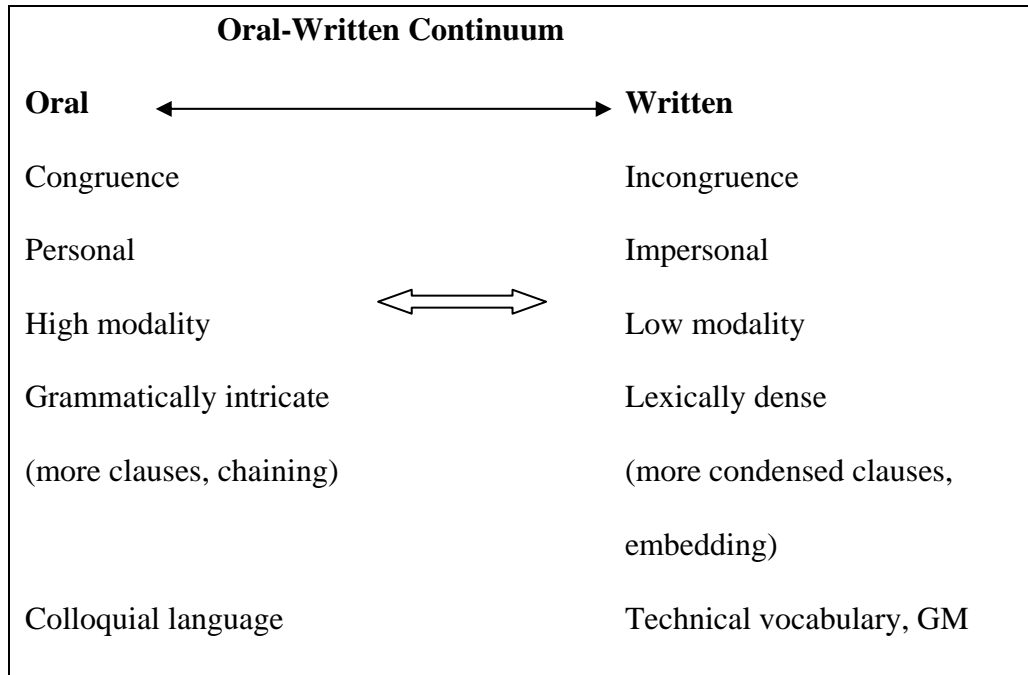 Oral-Written Continuum
Oral Written
Congruence Incongruence
Personal Impersonal
High modality Low modality
Grammatically intricate Lexically dense
(more clauses, chaining) (more condensed clauses,
embedding)
Colloquial language Technical vocabulary, GM